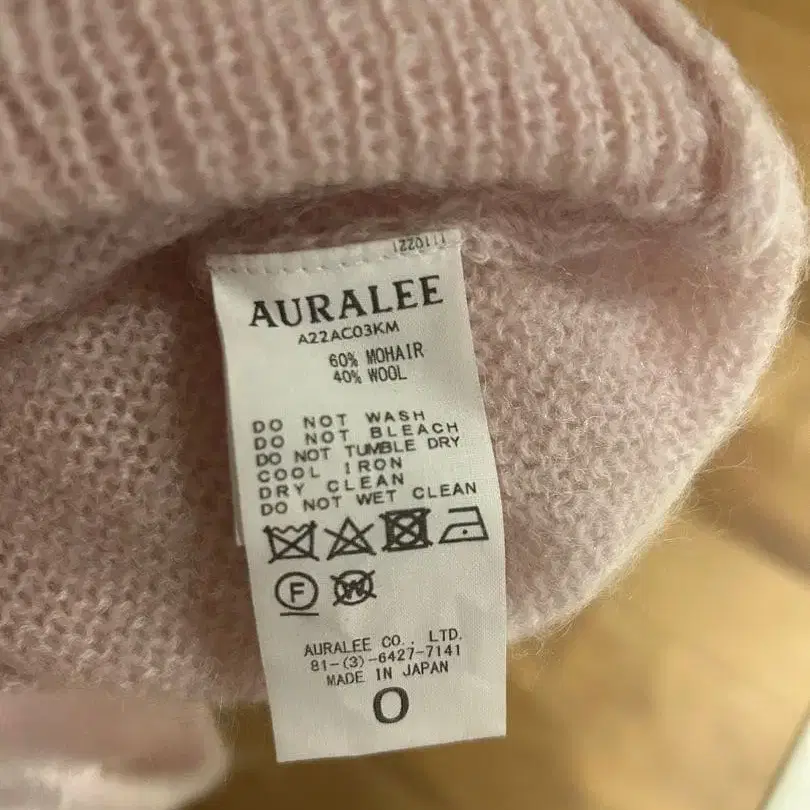 AURALEE
A22AC03KM
60% MOHAIR
40% WOOL
DO NOT WASH
DO NOT BLEACH
DO NOT TUMBLE DRY
COOL IRON
DRY CLEAN
DO NOT WET CLEAN
F
W
AURALEE CO., LTD.
81-(3)-6427-7141
MADE IN JAPAN
0